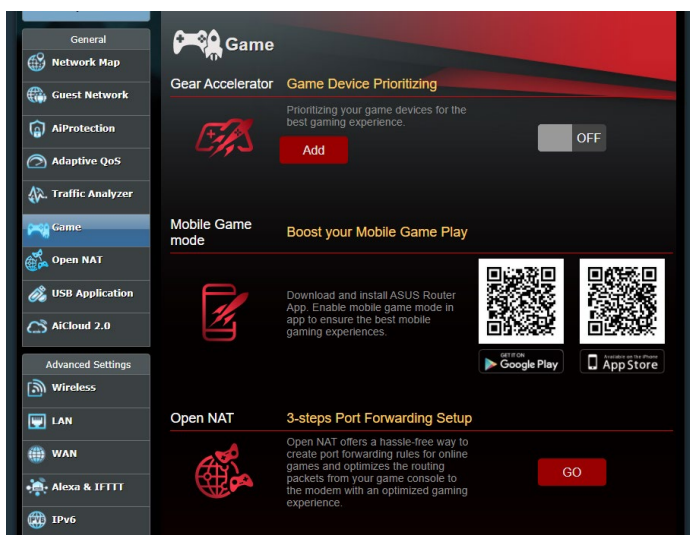 General
Network Map
Guest Network
AiProtection
Adaptive QoS
Traffic Analyzer
Game
Open NAT
USB Application
AiCloud 2.0
Advanced Settings
Wireless
LAN
WAN
Alexa & IFTTT
IPv6
Game
Gear Accelerator
Game Device Prioritizing
Prioritizing your game devices for the
best gaming experience.
Add
OFF
Mobile Game
mode
Boost your Mobile Game Play
Download and install ASUS Router
App. Enable mobile game mode in
app to ensure the best mobile
gaming experiences.
GET IT ON
Google Play
Available on the iPhone
App Store
Open NAT
3-steps Port Forwarding Setup
Open NAT offers a hassle-free way to
create port forwarding rules for online
games and optimizes the routing
packets from your game console to
the modem with an optimized gaming
experience.
GO